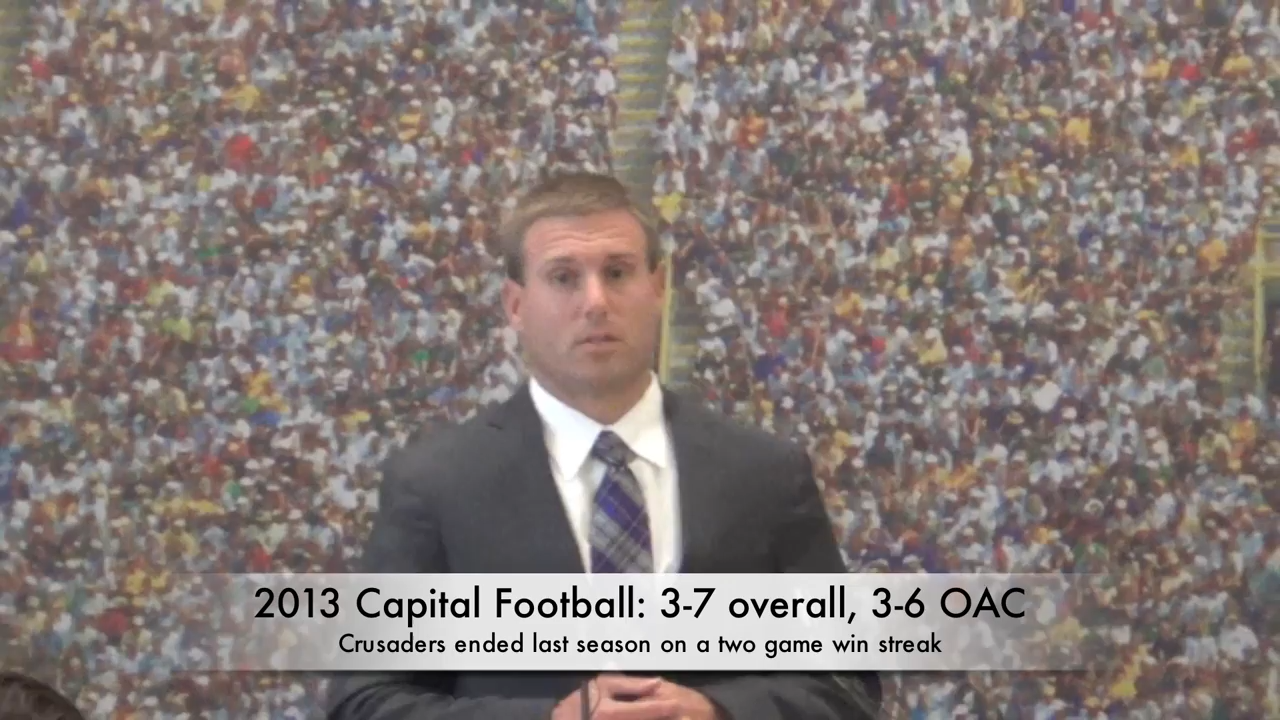 2013 Capital Football: 3-7 overall, 3-6 OAC
Crusaders ended last season on a two game win streak